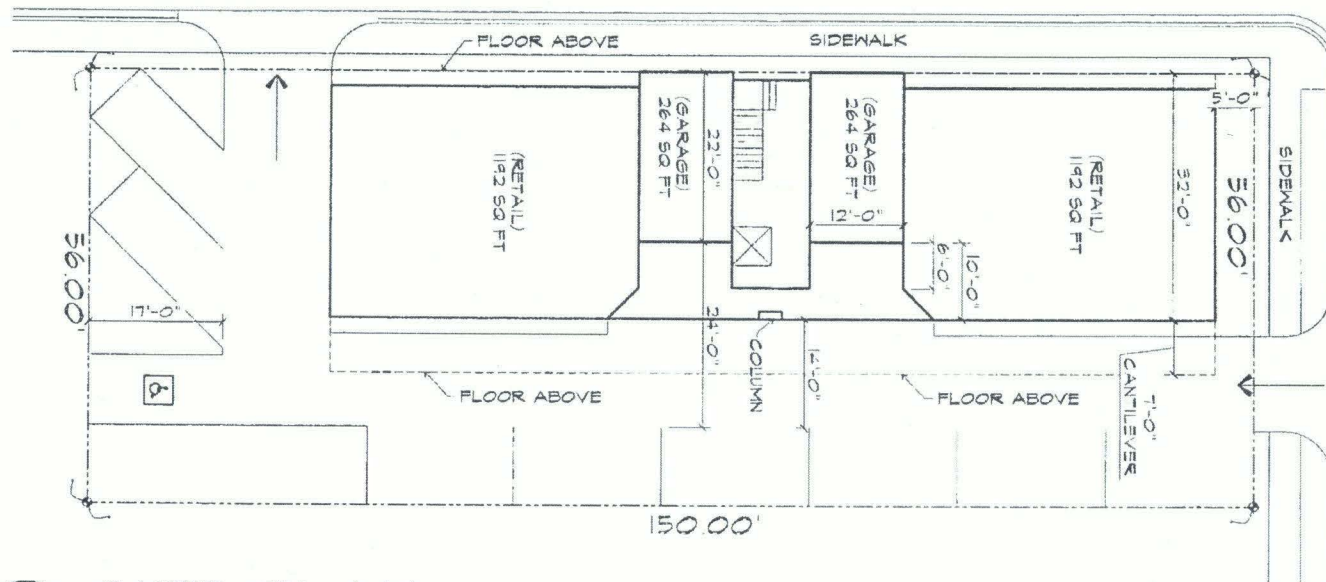 FLOOR ABOVE
SIDEWALK
5'-0"
(GARAGE)
264 SQ FT
22'-0"
(GARAGE)
264 SQ FT
12'-0"
(RETAIL)
1192 SQ FT
(RETAIL)
1192 SQ FT
32'-0"
56.00'
SIDEWALK
56.00'
17'-0"
6'-0"
10'-0"
24'-0"
COLUMN
14'-0"
FLOOR ABOVE
FLOOR ABOVE
7'-0"
CANTILEVER
150.00'